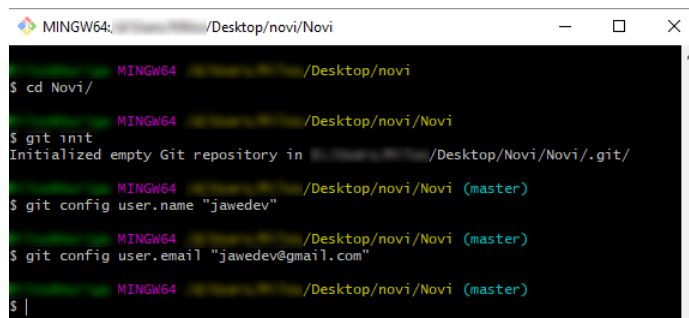 MINGW64:/ /Desktop/novi/Novi
MINGW64 /Desktop/novi
$ cd Novi/
MINGW64 /Desktop/novi/Novi
$ git init
Initialized empty Git repository in /Desktop/Novi/Novi/.git/
MINGW64 /Desktop/novi/Novi (master)
$ git config user.name "jawedev"
MINGW64 /Desktop/novi/Novi (master)
$ git config user.email "jawedev@gmail.com"
MINGW64 /Desktop/novi/Novi (master)
$